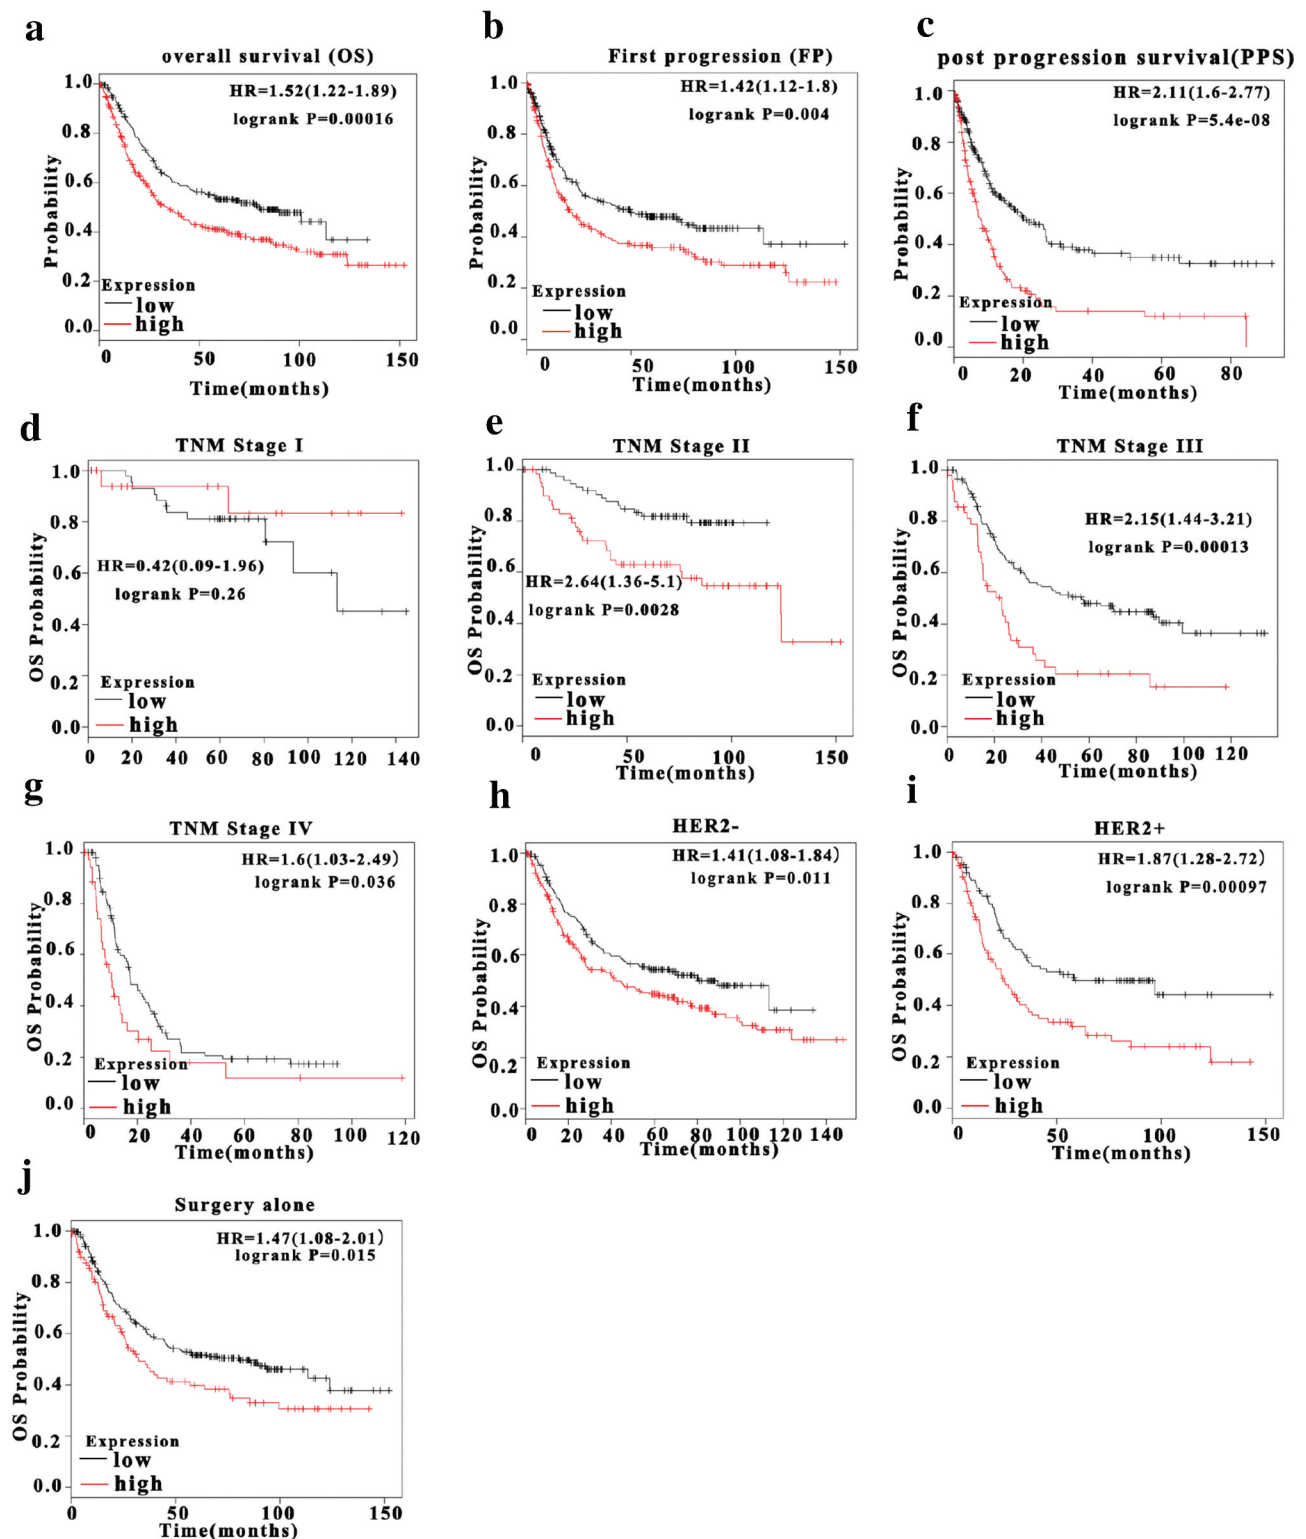 a
overall survival (OS)
HR=1.52(1.22-1.89)
logrank P=0.00016
Probability
1.0
0.8
0.6
0.4
0.2
0.0
Expression
low
high
0 50 100 150
Time(months)
b
First progression (FP)
HR=1.42(1.12-1.8)
logrank P=0.004
Probability
1.0
0.8
0.6
0.4
0.2
0.0
Expression
low
high
0 50 100 150
Time(months)
c
post progression survival(PPS)
HR=2.11(1.6-2.77)
logrank P=5.4e-08
Probability
1.0
0.8
0.6
0.4
0.2
0.0
Expression
low
high
0 20 40 60 80
Time(months)
d
TNM Stage I
HR=0.42(0.09-1.96)
logrank P=0.26
OS Probability
1.0
0.8
0.6
0.4
0.2
0.0
Expression
low
high
0 20 40 60 80 100 120 140
e
TNM Stage II
HR=2.64(1.36-5.1)
logrank P=0.0028
OS Probability
1.0
0.8
0.6
0.4
0.2
0.0
Expression
low
high
0 50 100 150
Time(months)
f
TNM Stage III
HR=2.15(1.44-3.21)
logrank P=0.00013
OS Probability
1.0
0.8
0.6
0.4
0.2
0.0
Expression
low
high
0 20 40 60 80 100 120
Time(months)
g
TNM Stage IV
HR=1.6(1.03-2.49)
logrank P=0.036
OS Probability
1.0
0.8
0.6
0.4
0.2
0.0
Expression
low
high
0 20 40 60 80 100 120
Time(months)
h
HER2-
HR=1.41(1.08-1.84)
logrank P=0.011
OS Probability
1.0
0.8
0.6
0.4
0.2
0.0
Expression
low
high
0 20 40 60 80 100 120 140
Time(months)
i
HER2+
HR=1.87(1.28-2.72)
logrank P=0.00097
OS Probability
1.0
0.8
0.6
0.4
0.2
0.0
Expression
low
high
0 50 100 150
Time(months)
j
Surgery alone
HR=1.47(1.08-2.01)
logrank P=0.015
OS Probability
1.0
0.8
0.6
0.4
0.2
0.0
Expression
low
high
0 50 100 150
Time(months)